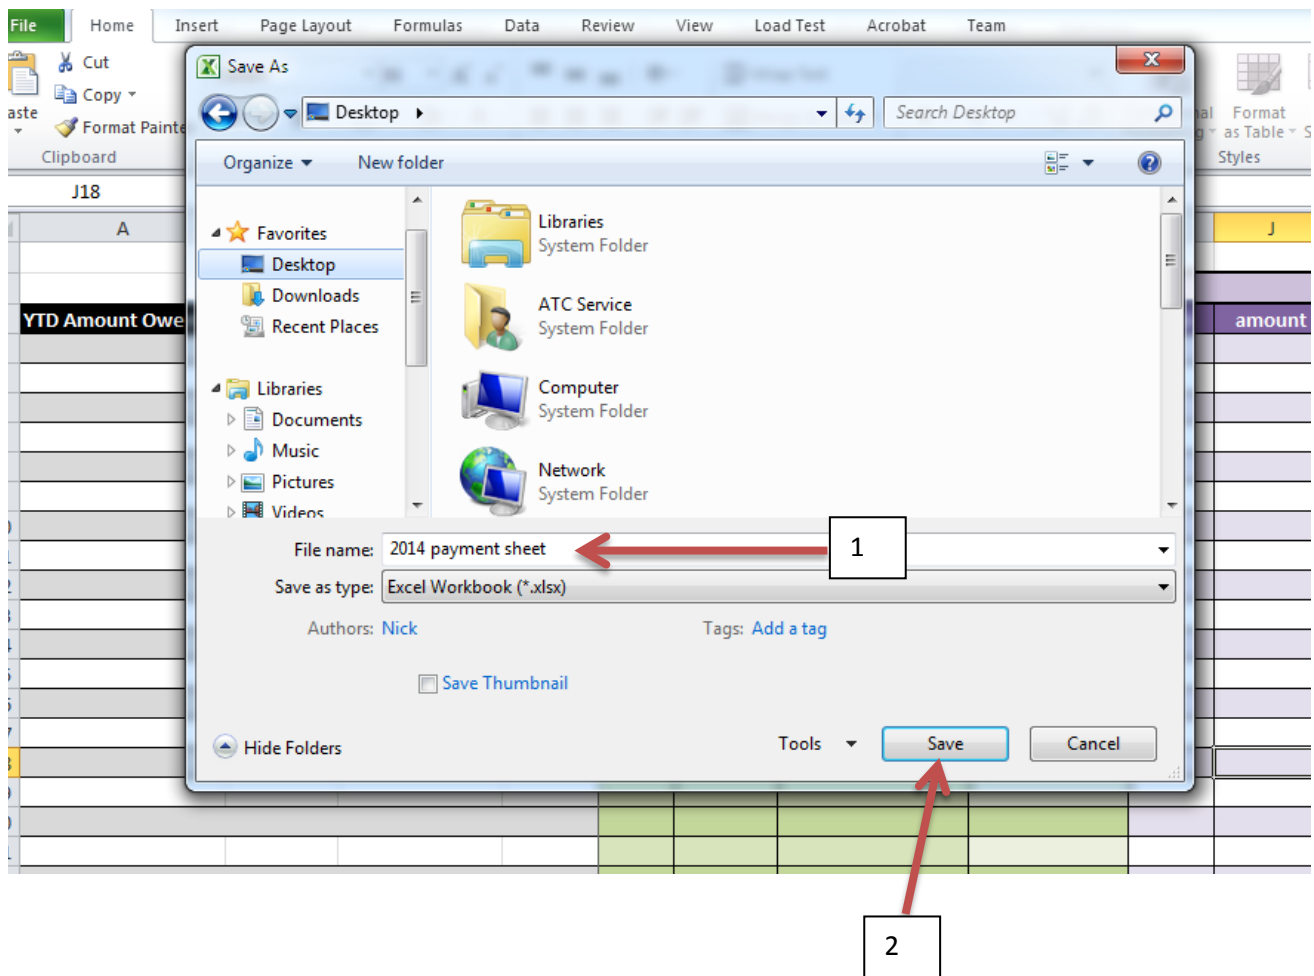 File Home Insert Page Layout Formulas Data Review View Load Test Acrobat Team
Cut
Copy
aste
Format Painte
Clipboard
Format
as Table
Styles
J18
A
J
YTD Amount Owe
amount
Save As
Desktop
Search Desktop
Organize New folder
Favorites
Desktop
Downloads
Recent Places
Libraries
Documents
Music
Pictures
Videos
Libraries
System Folder
ATC Service
System Folder
Computer
System Folder
Network
System Folder
File name: 2014 payment sheet
1
Save as type: Excel Workbook (*.xlsx)
Authors: Nick Tags: Add a tag
Save Thumbnail
Hide Folders Tools Save Cancel
2